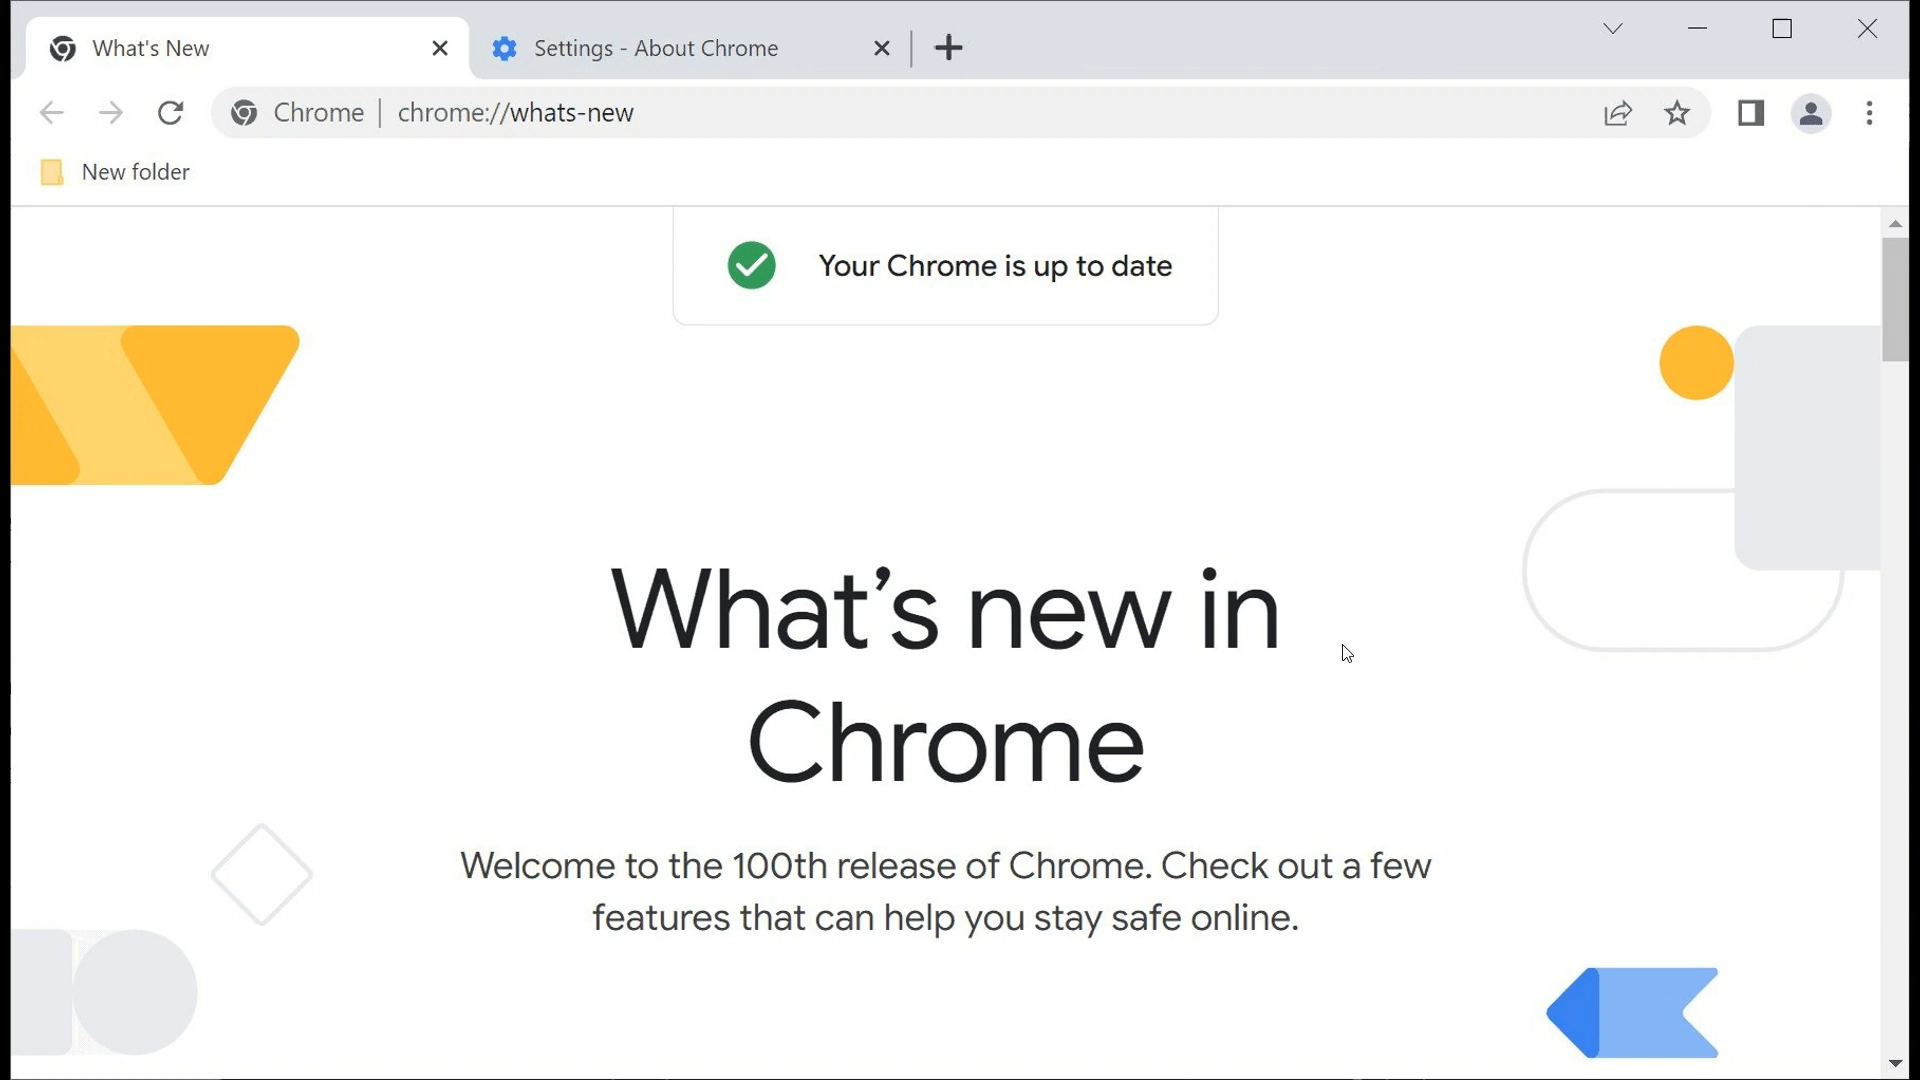 What's New
Settings - About Chrome
Chrome
chrome://whats-new
New folder
Your Chrome is up to date
What’s new in
Chrome
Welcome to the 100th release of Chrome. Check out a few
features that can help you stay safe online.